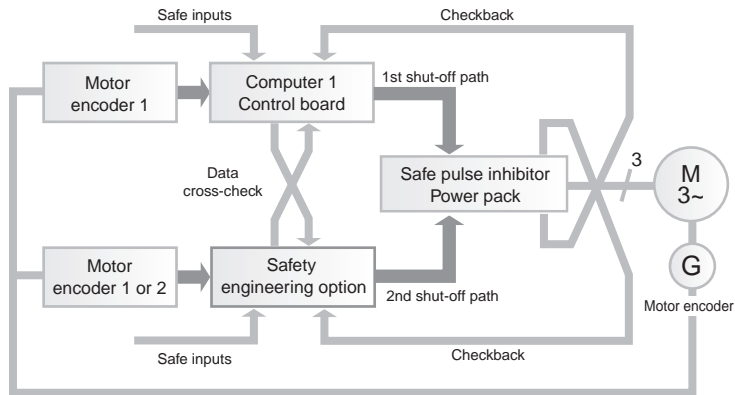 Safe inputs
Checkback
Motor
encoder 1
Computer 1
Control board
1st shut-off path
Data
cross-check
Safe pulse inhibitor
Power pack
3
M
3~
Motor
encoder 1 or 2
Safety
engineering option
2nd shut-off path
G
Motor encoder
Safe inputs
Checkback